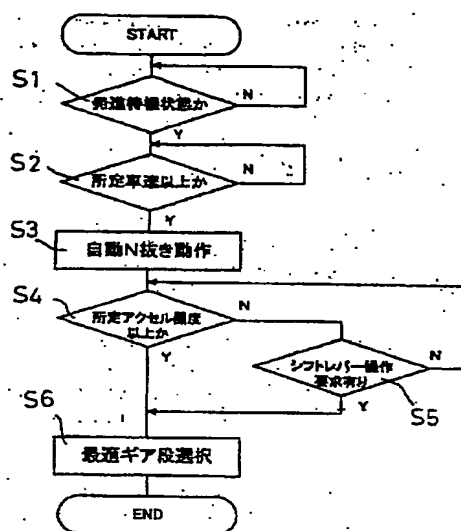 START
S1
発進待機状態か
N
Y
S2
所定車速以上か
N
Y
S3
自動N抜き動作
S4
所定アクセル開度
以上か
N
Y
シフトレバー操作
要求有り
N
Y
S5
S6
最適ギア段選択
END